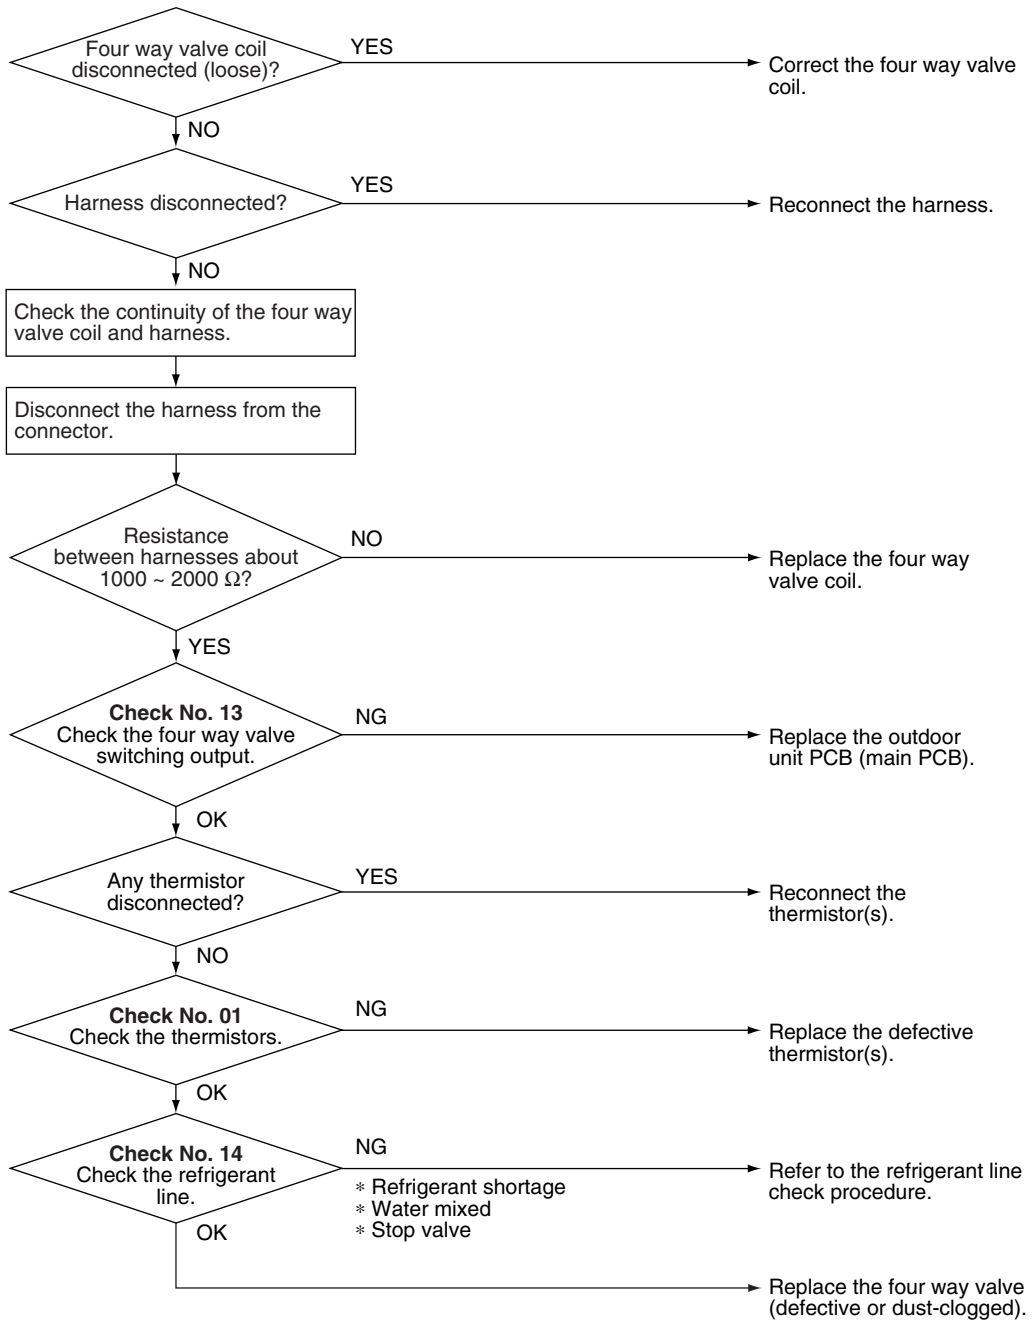 Four way valve coil
disconnected (loose)?
YES
Correct the four way valve
coil.
NO
Harness disconnected?
YES
Reconnect the harness.
NO
Check the continuity of the four way
valve coil and harness.
Disconnect the harness from the
connector.
Resistance
between harnesses about
1000 ~ 2000 Ω?
NO
Replace the four way
valve coil.
YES
Check No. 13
Check the four way valve
switching output.
NG
Replace the outdoor
unit PCB (main PCB).
OK
Any thermistor
disconnected?
YES
Reconnect the
thermistor(s).
NO
Check No. 01
Check the thermistors.
NG
Replace the defective
thermistor(s).
OK
Check No. 14
Check the refrigerant
line.
NG
∗ Refrigerant shortage
∗ Water mixed
∗ Stop valve
Refer to the refrigerant line
check procedure.
OK
Replace the four way valve
(defective or dust-clogged).